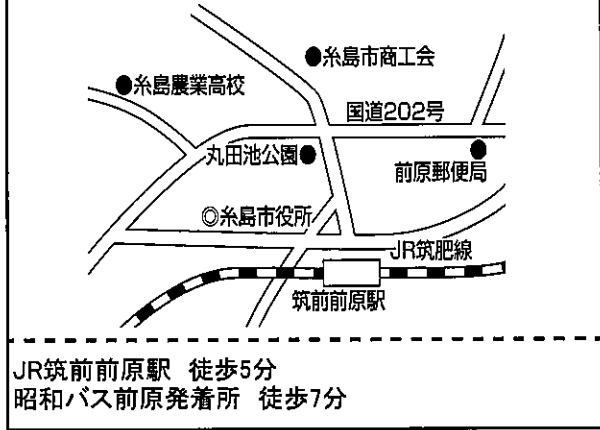 ●糸島市商工会
●糸島農業高校
国道202号
丸田池公園●
前原郵便局
◎糸島市役所
JR筑肥線
筑前前原駅
JR筑前前原駅 徒歩5分
昭和バス前原発着所 徒歩7分